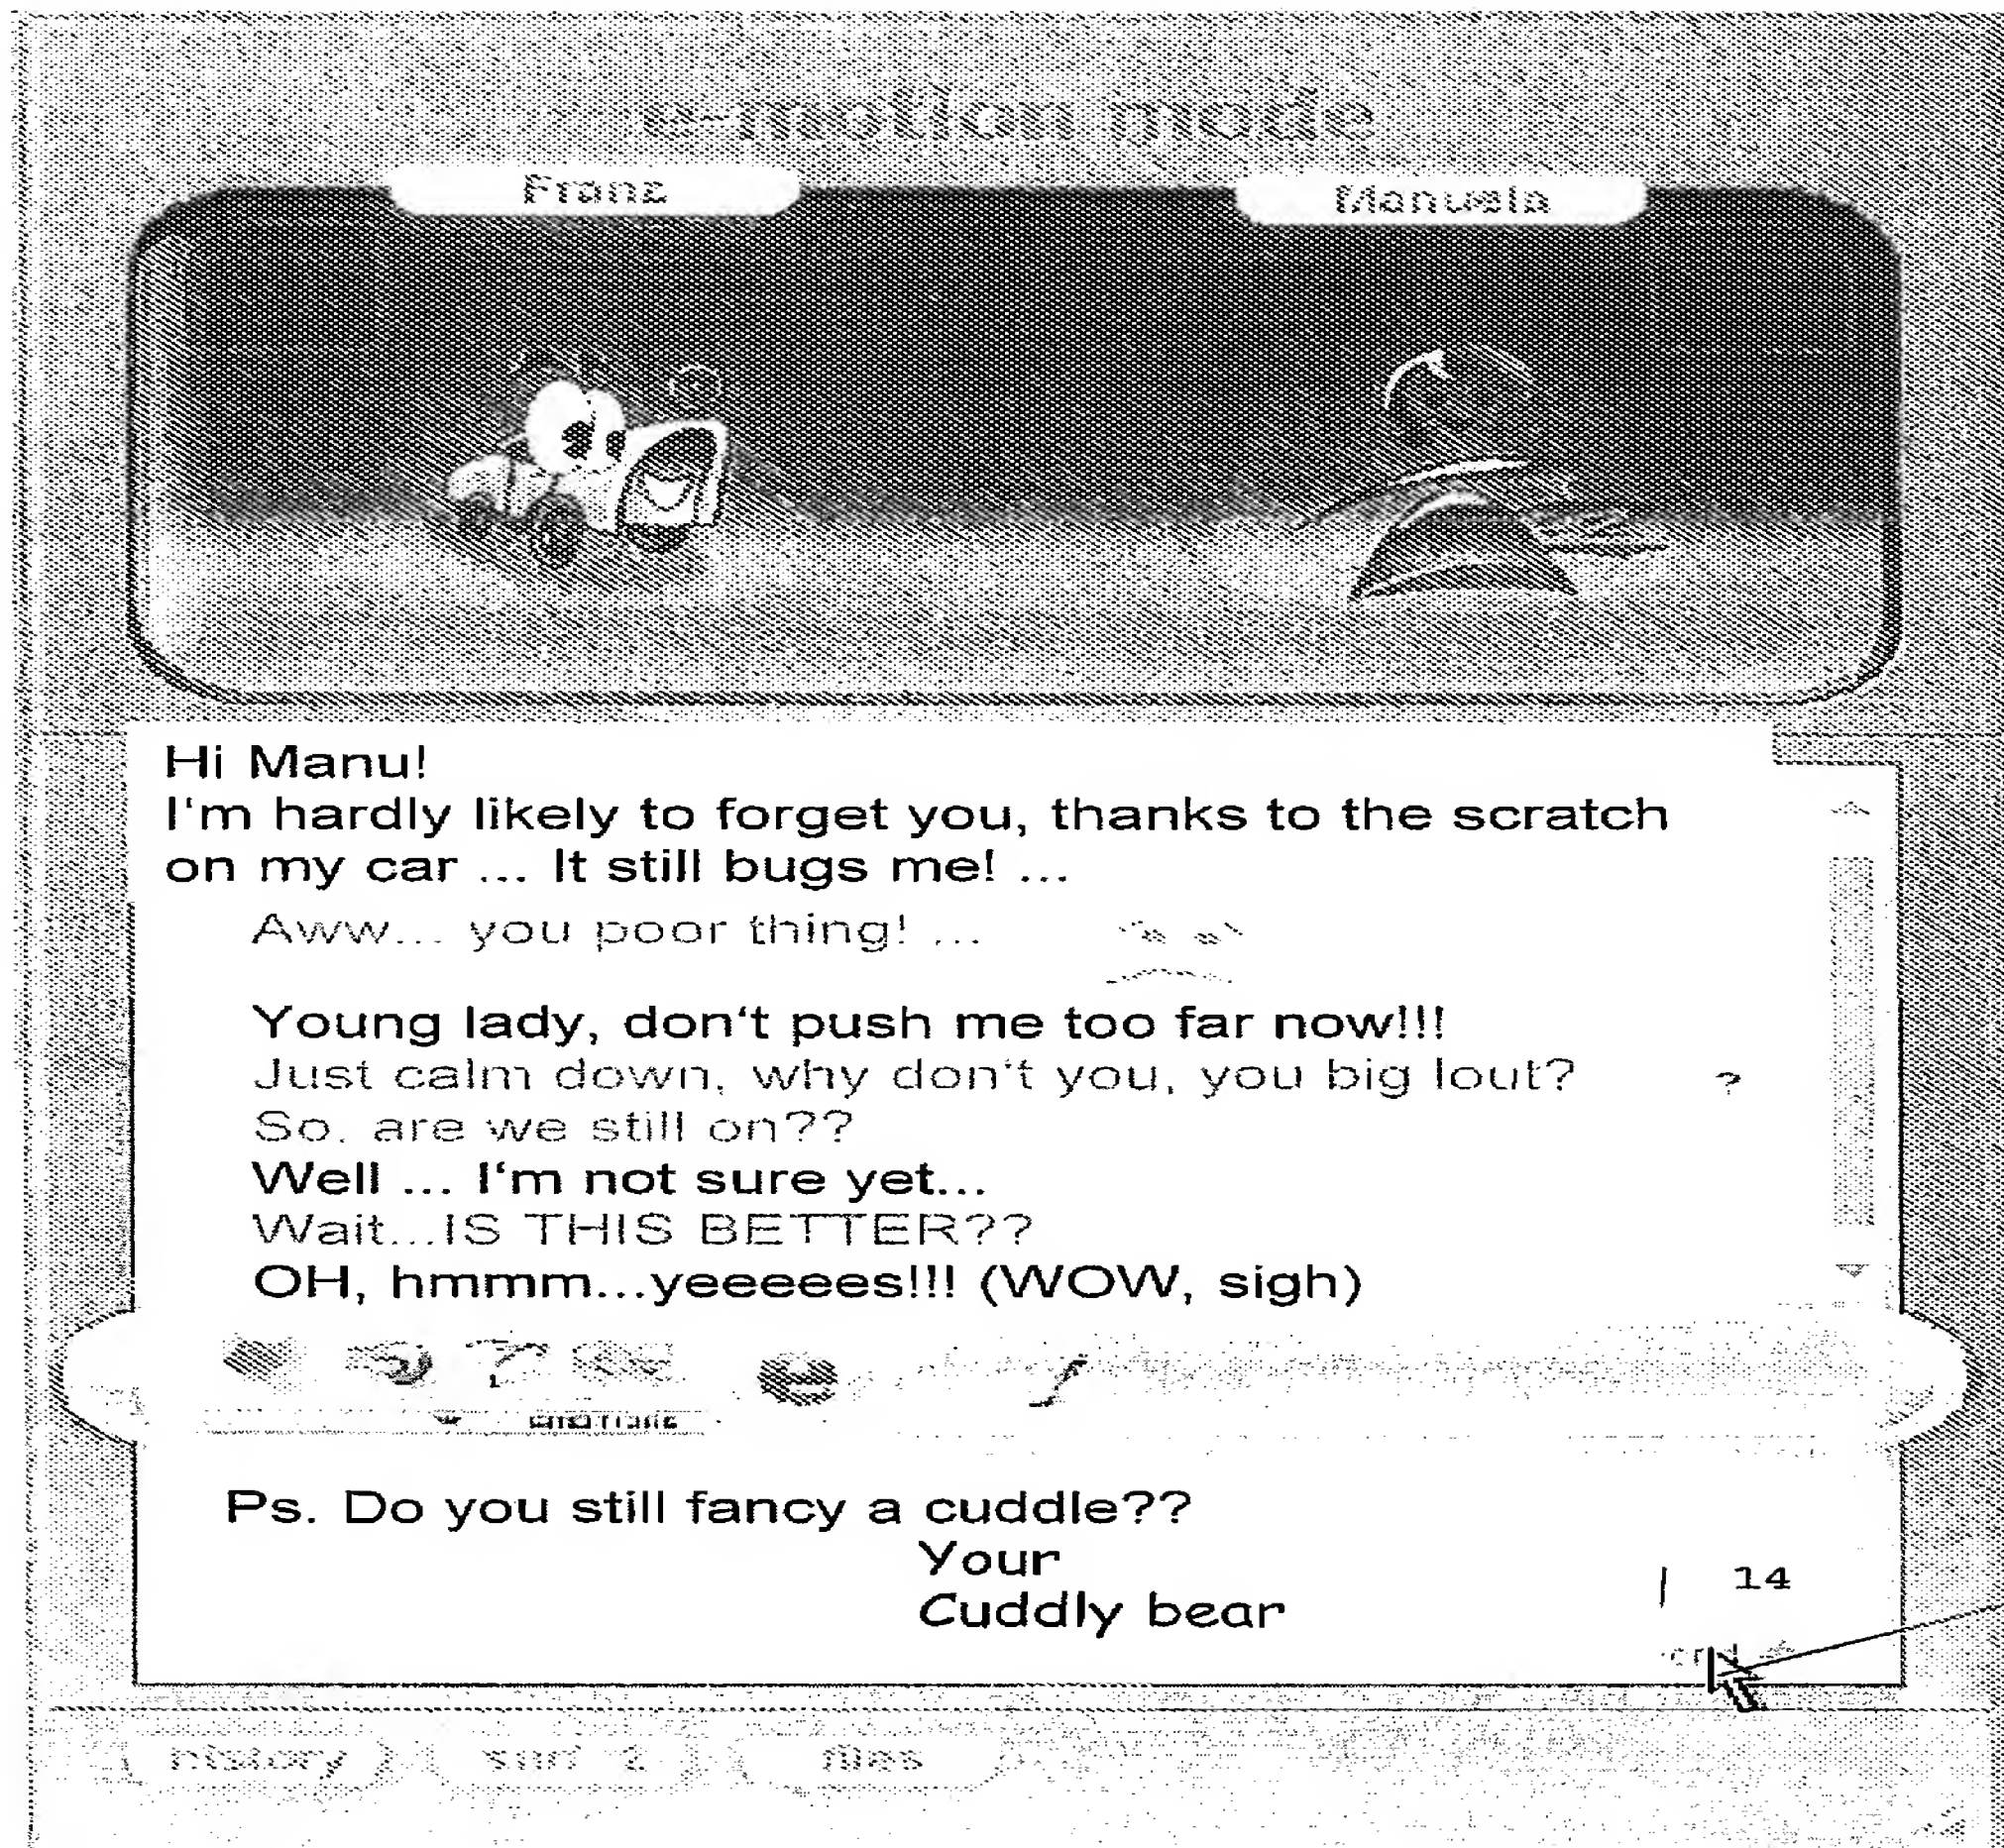 e-motion mode
Franz
Manuela
Hi Manu!
I'm hardly likely to forget you, thanks to the scratch
on my car ... It still bugs me! ...
Aww... you poor thing! ...
Young lady, don't push me too far now!!!
Just calm down, why don't you, you big lout? ?
So, are we still on??
Well ... I'm not sure yet...
Wait...IS THIS BETTER??
OH, hmmm...yeeeees!!! (WOW, sigh)
emotions
Ps. Do you still fancy a cuddle??
Your
Cuddly bear
14
history
files